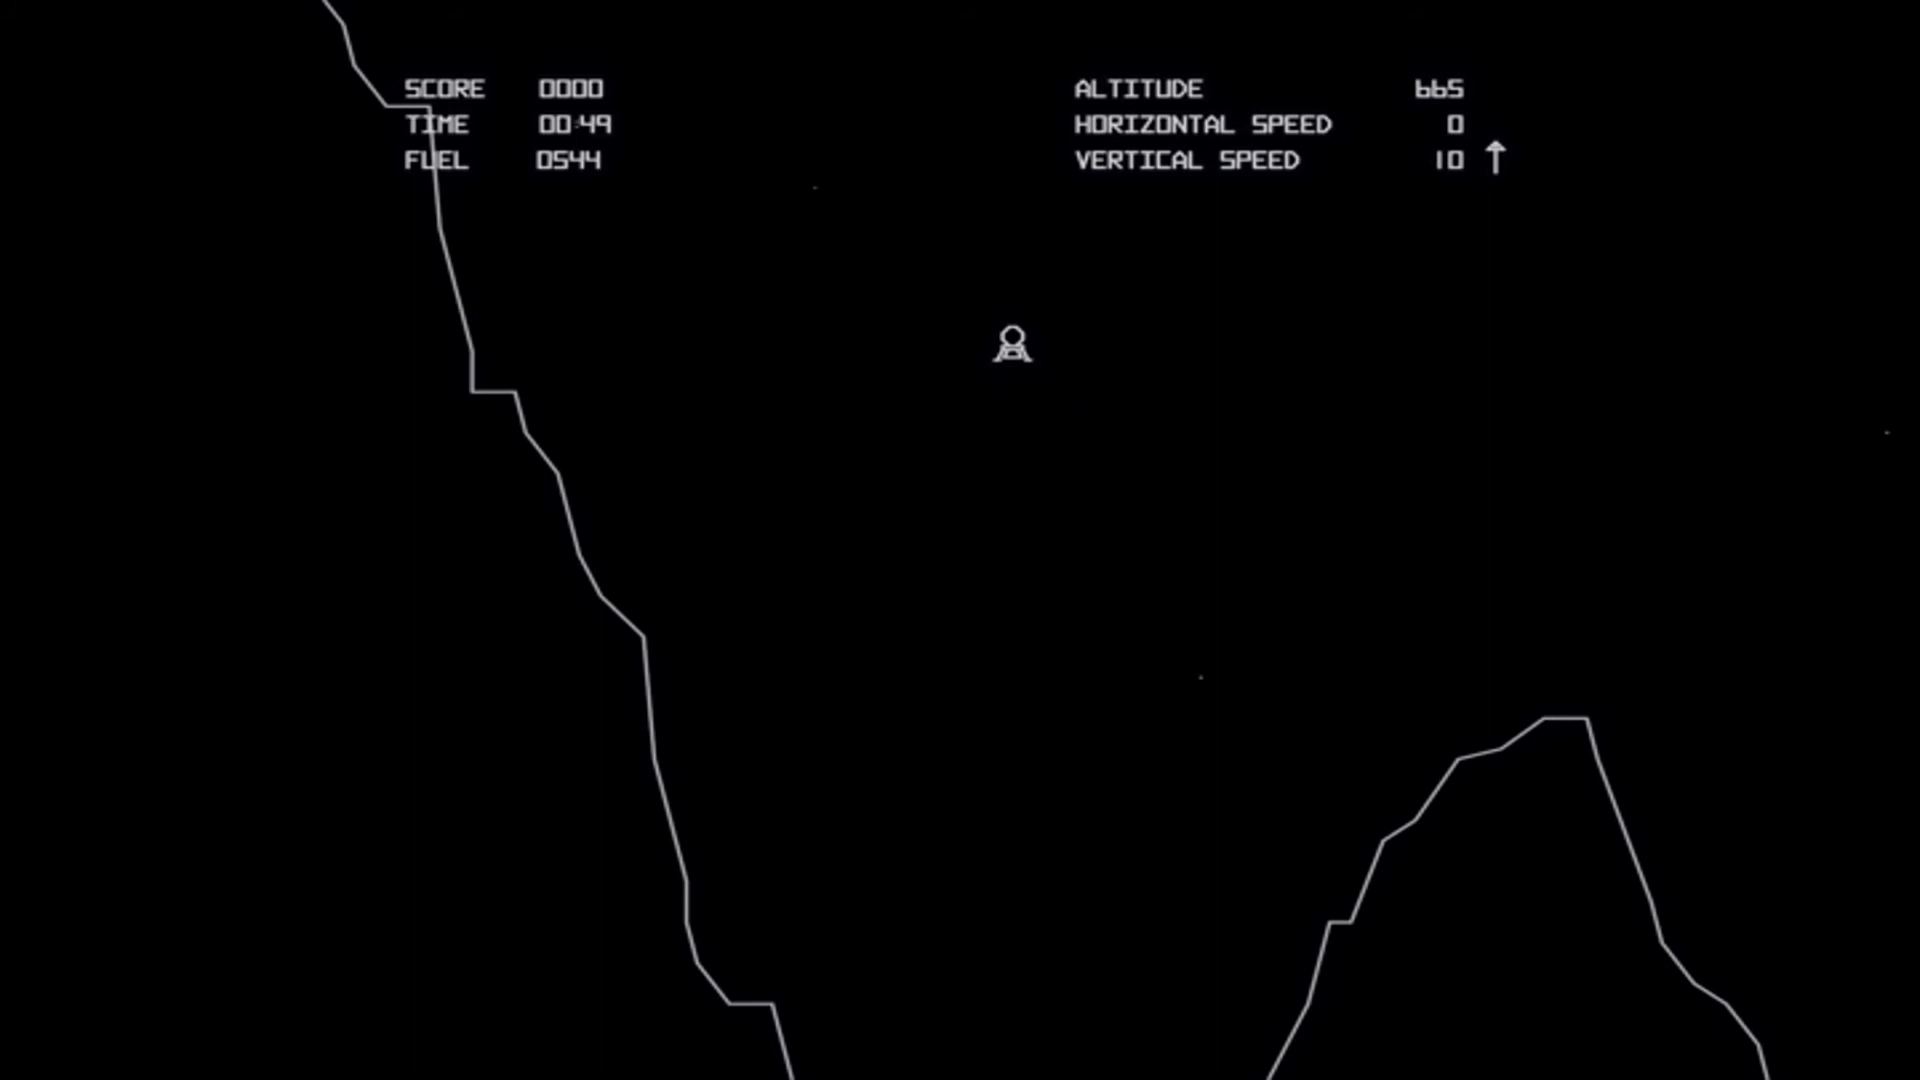 SCORE 0000
TIME 00:49
FUEL 0544
ALTITUDE 665
HORIZONTAL SPEED 0
VERTICAL SPEED 10 ↑